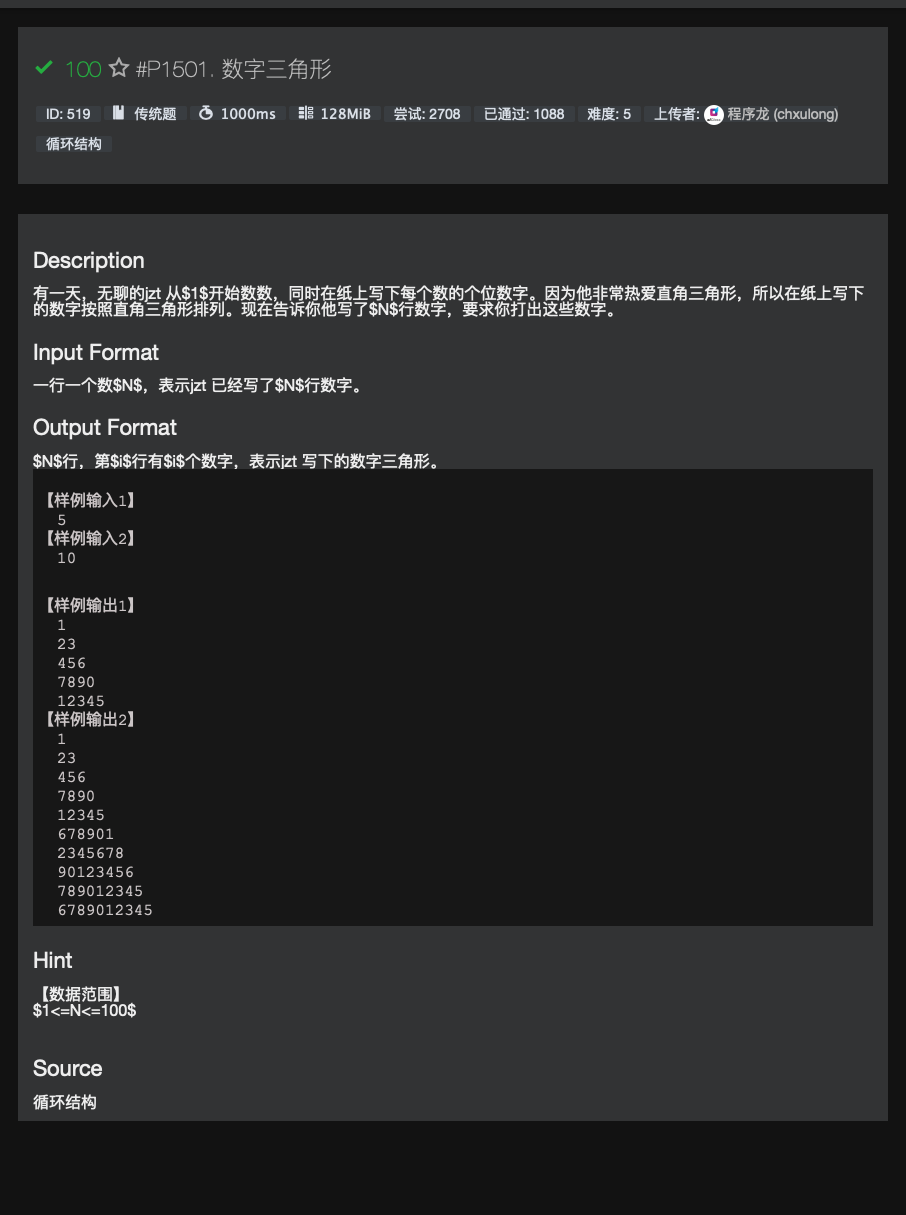 100 #P1501. 数字三角形
ID: 519 传统题 1000ms 128MiB 尝试: 2708 已通过: 1088 难度: 5 上传者: 程序龙 (chxulong)
循环结构
Description
有一天，无聊的jzt 从$1$开始数数，同时在纸上写下每个数的个位数字。因为他非常热爱直角三角形，所以在纸上写下
的数字按照直角三角形排列。现在告诉你他写了$N$行数字，要求你打出这些数字。
Input Format
一行一个数$N$，表示jzt 已经写了$N$行数字。
Output Format
$N$行，第$i$行有$i$个数字，表示jzt 写下的数字三角形。
【样例输入1】
5
【样例输入2】
10
【样例输出1】
1
23
456
7890
12345
【样例输出2】
1
23
456
7890
12345
678901
2345678
90123456
789012345
6789012345
Hint
【数据范围】
$1<=N<=100$
Source
循环结构